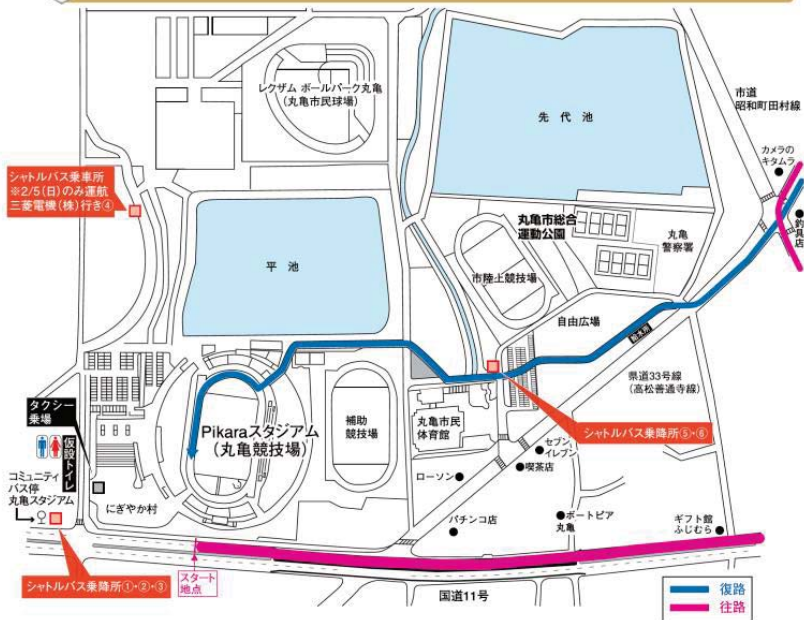 レクザム ボールパーク丸亀
(丸亀市民球場)
先代池
市道
昭和町田村線
カメラの
キタムラ
釣具店
シャトルバス乗車所
※2/5(日)のみ運航
三菱電機(株)行き④
平池
丸亀市総合
運動公園
丸亀
警察署
市陸上競技場
自由広場
給水所
県道33号線
(高松善通寺線)
タクシー
乗場
仮設トイレ
コミュニティ
バス停
丸亀スタジアム
にぎやか村
Pikaraスタジアム
(丸亀競技場)
補助
競技場
丸亀市民
体育館
シャトルバス乗降所⑤・⑥
セブン
イレブン
喫茶店
ローソン
パチンコ店
ボートピア
丸亀
ギフト館
ふじむら
シャトルバス乗降所①・②・③
スタート
地点
国道11号
復路
往路